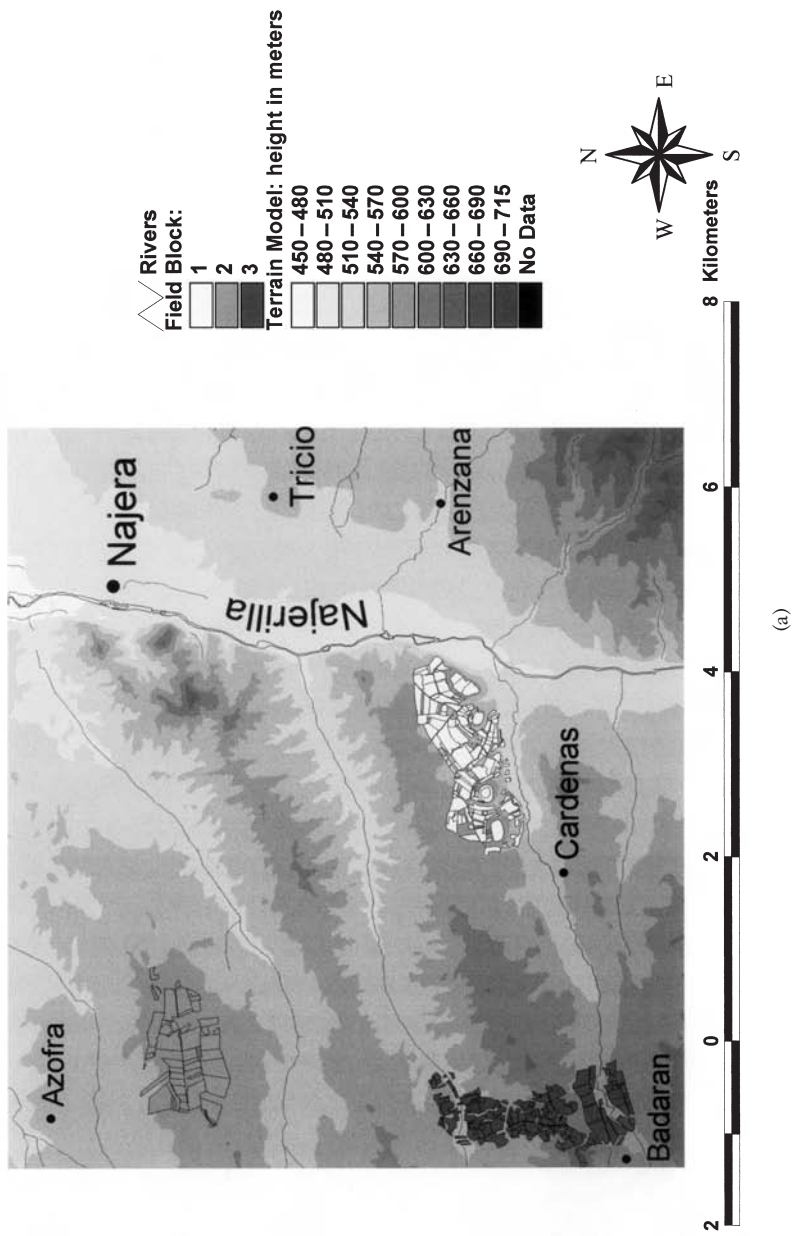 Azofra
Najera
Tricio
Najerilla
Arenzana
Cardenas
Badaran
Rivers
Field Block:
1
2
3
Terrain Model: height in meters
450–480
480–510
510–540
540–570
570–600
600–630
630–660
660–690
690–715
No Data
N
W E
S
2 0 2 4 6 8 Kilometers
(a)